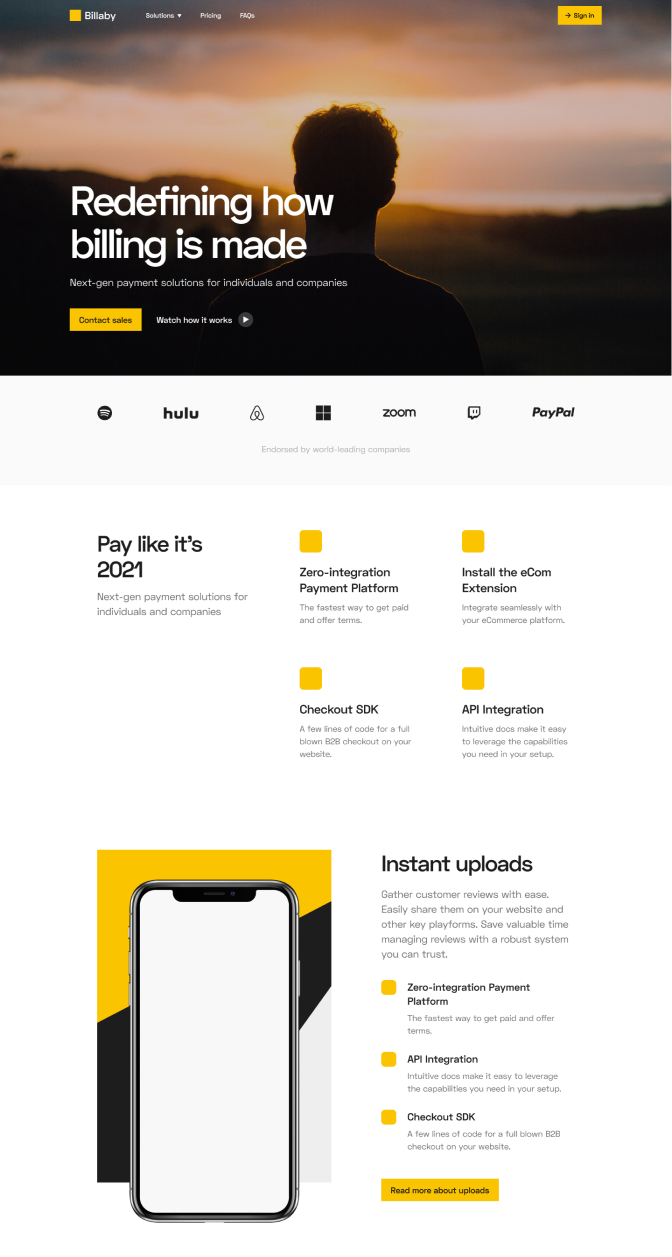 Billaby
Solutions ▼
Pricing
FAQs
→ Sign in
Redefining how
billing is made
Next-gen payment solutions for individuals and companies
Contact sales
Watch how it works
hulu
zoom
PayPal
Endorsed by world-leading companies
Pay like it's
2021
Next-gen payment solutions for
individuals and companies
Zero-integration
Payment Platform
The fastest way to get paid
and offer terms.
Install the eCom
Extension
Integrate seamlessly with
your eCommerce platform.
Checkout SDK
A few lines of code for a full
blown B2B checkout on your
website.
API Integration
Intuitive docs make it easy
to leverage the capabilities
you need in your setup.
Instant uploads
Gather customer reviews with ease.
Easily share them on your website and
other key playforms. Save valuable time
managing reviews with a robust system
you can trust.
Zero-integration Payment
Platform
The fastest way to get paid and offer
terms.
API Integration
Intuitive docs make it easy to leverage
the capabilities you need in your setup.
Checkout SDK
A few lines of code for a full blown B2B
checkout on your website.
Read more about uploads